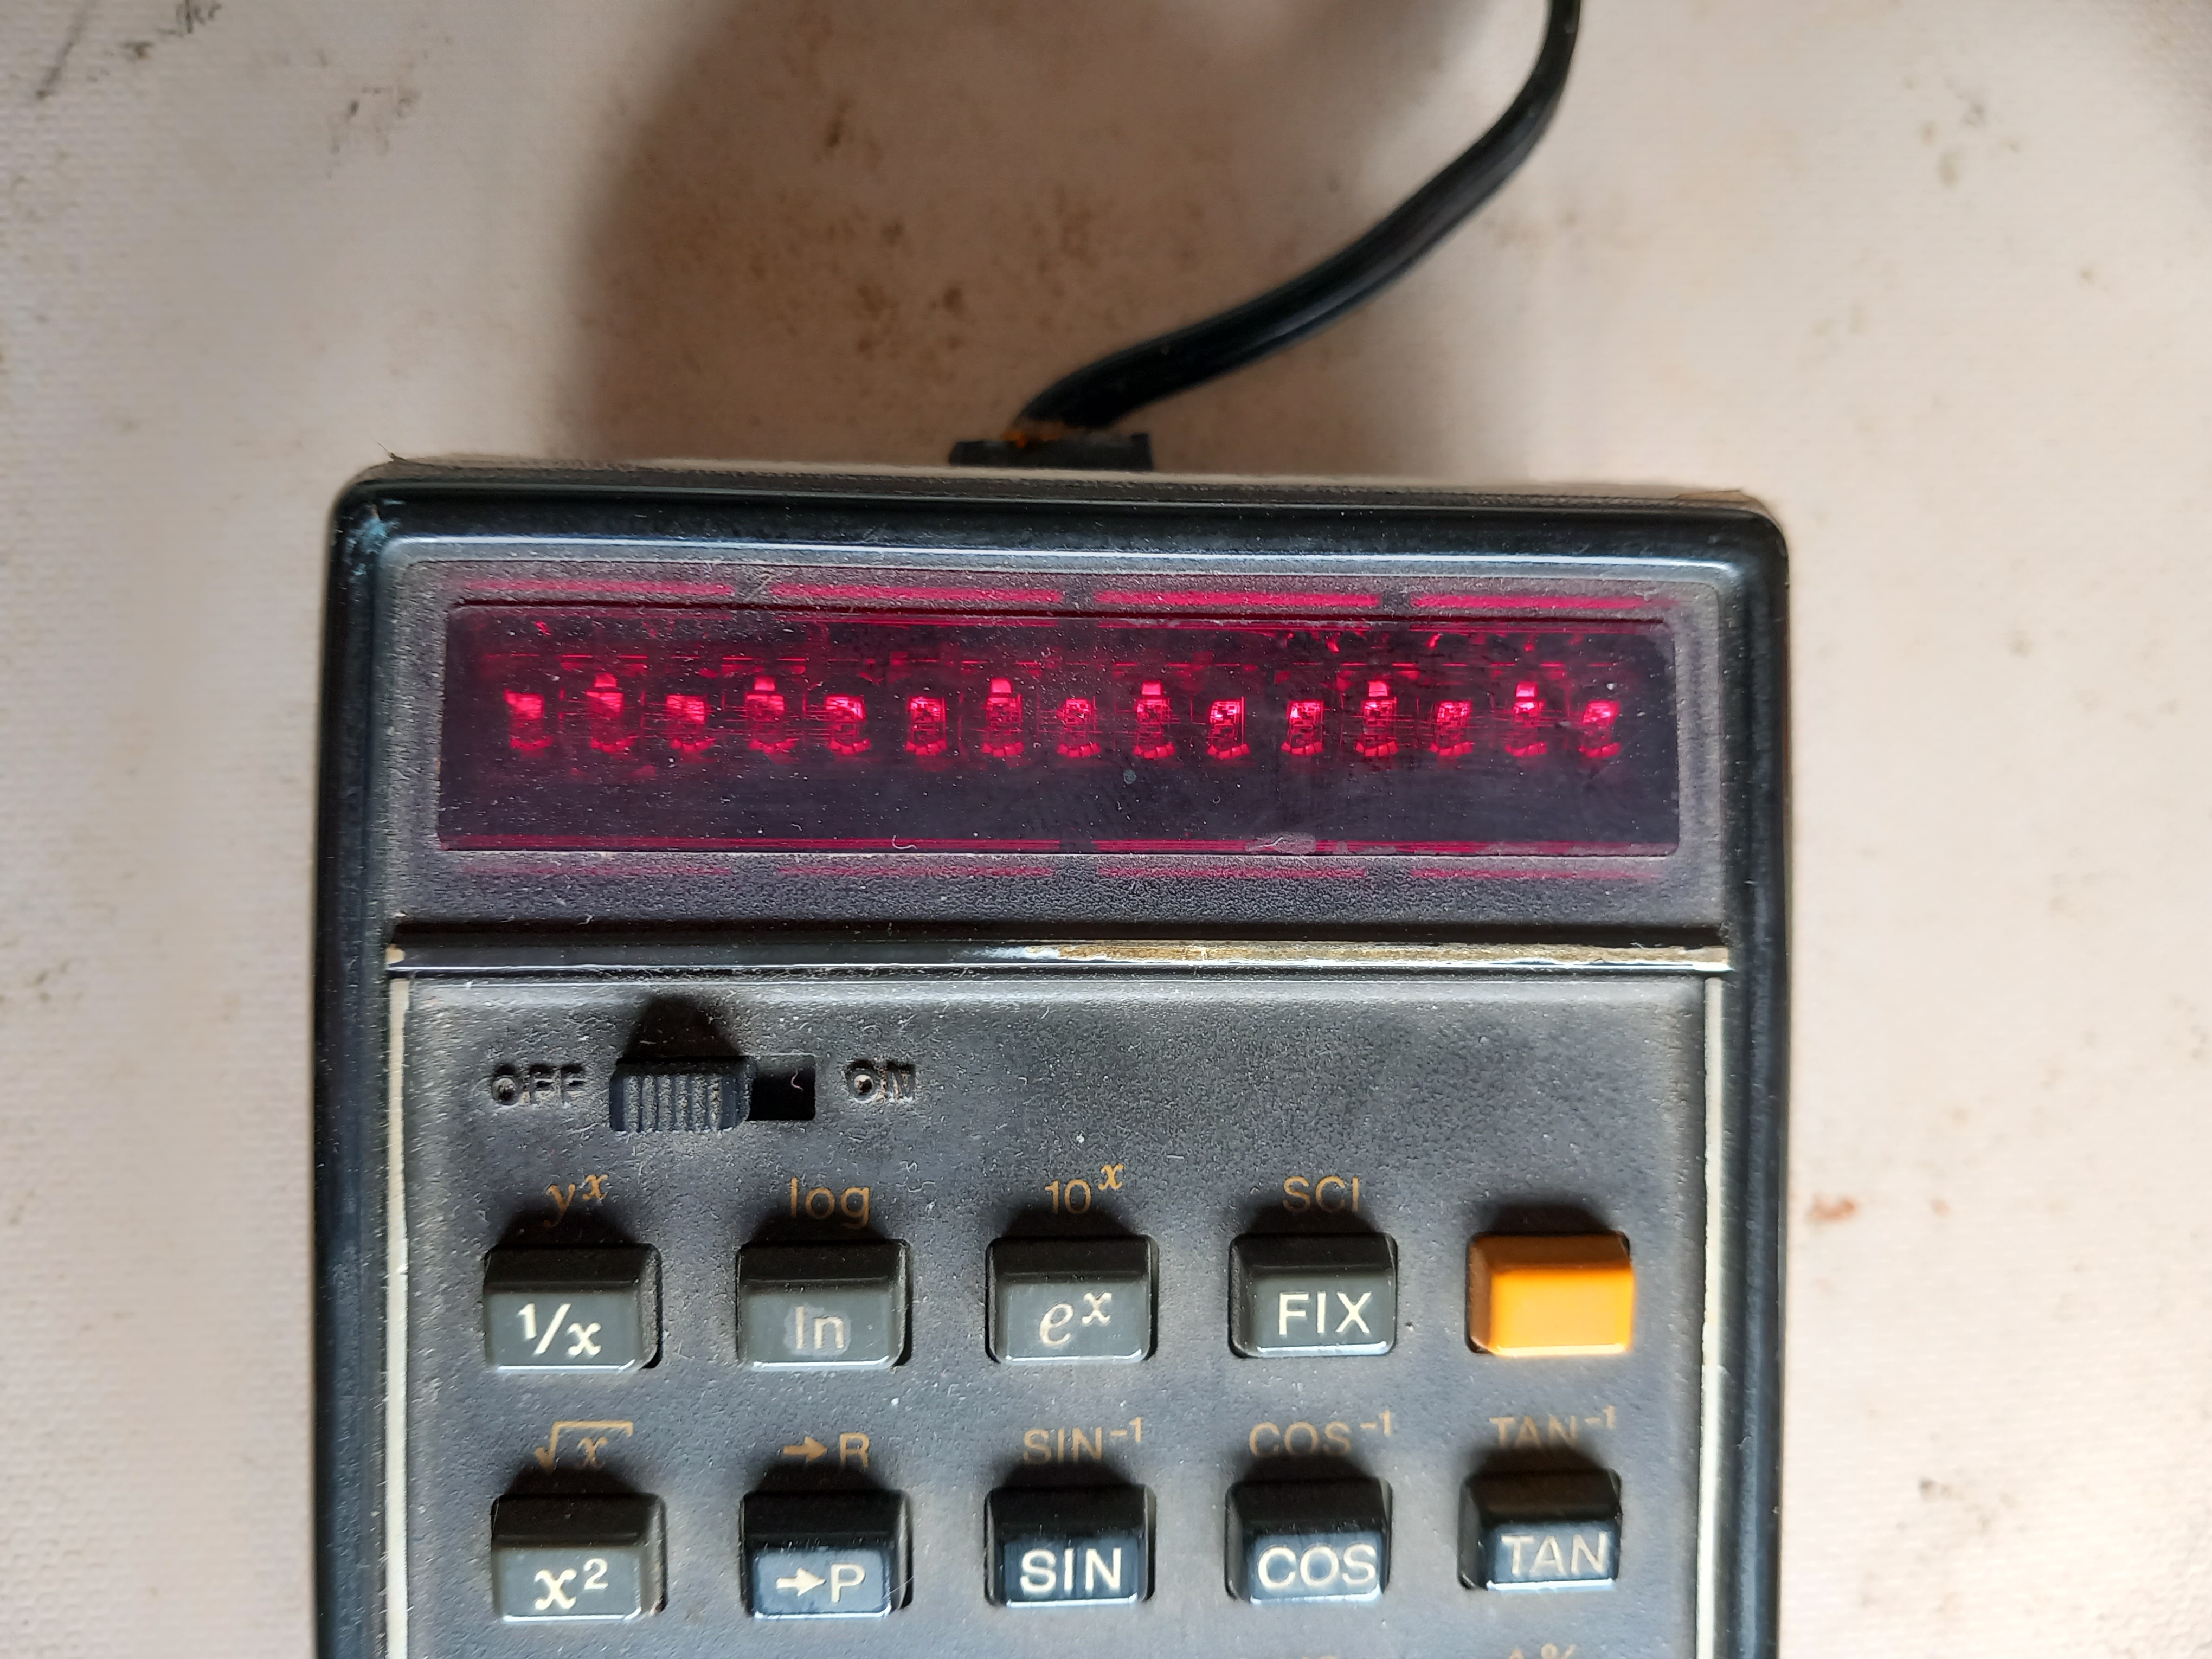 OFF ON
yˣ log 10ˣ SCI
1/x ln eˣ FIX
√x →R SIN⁻¹ COS⁻¹ TAN⁻¹
x² →P SIN COS TAN